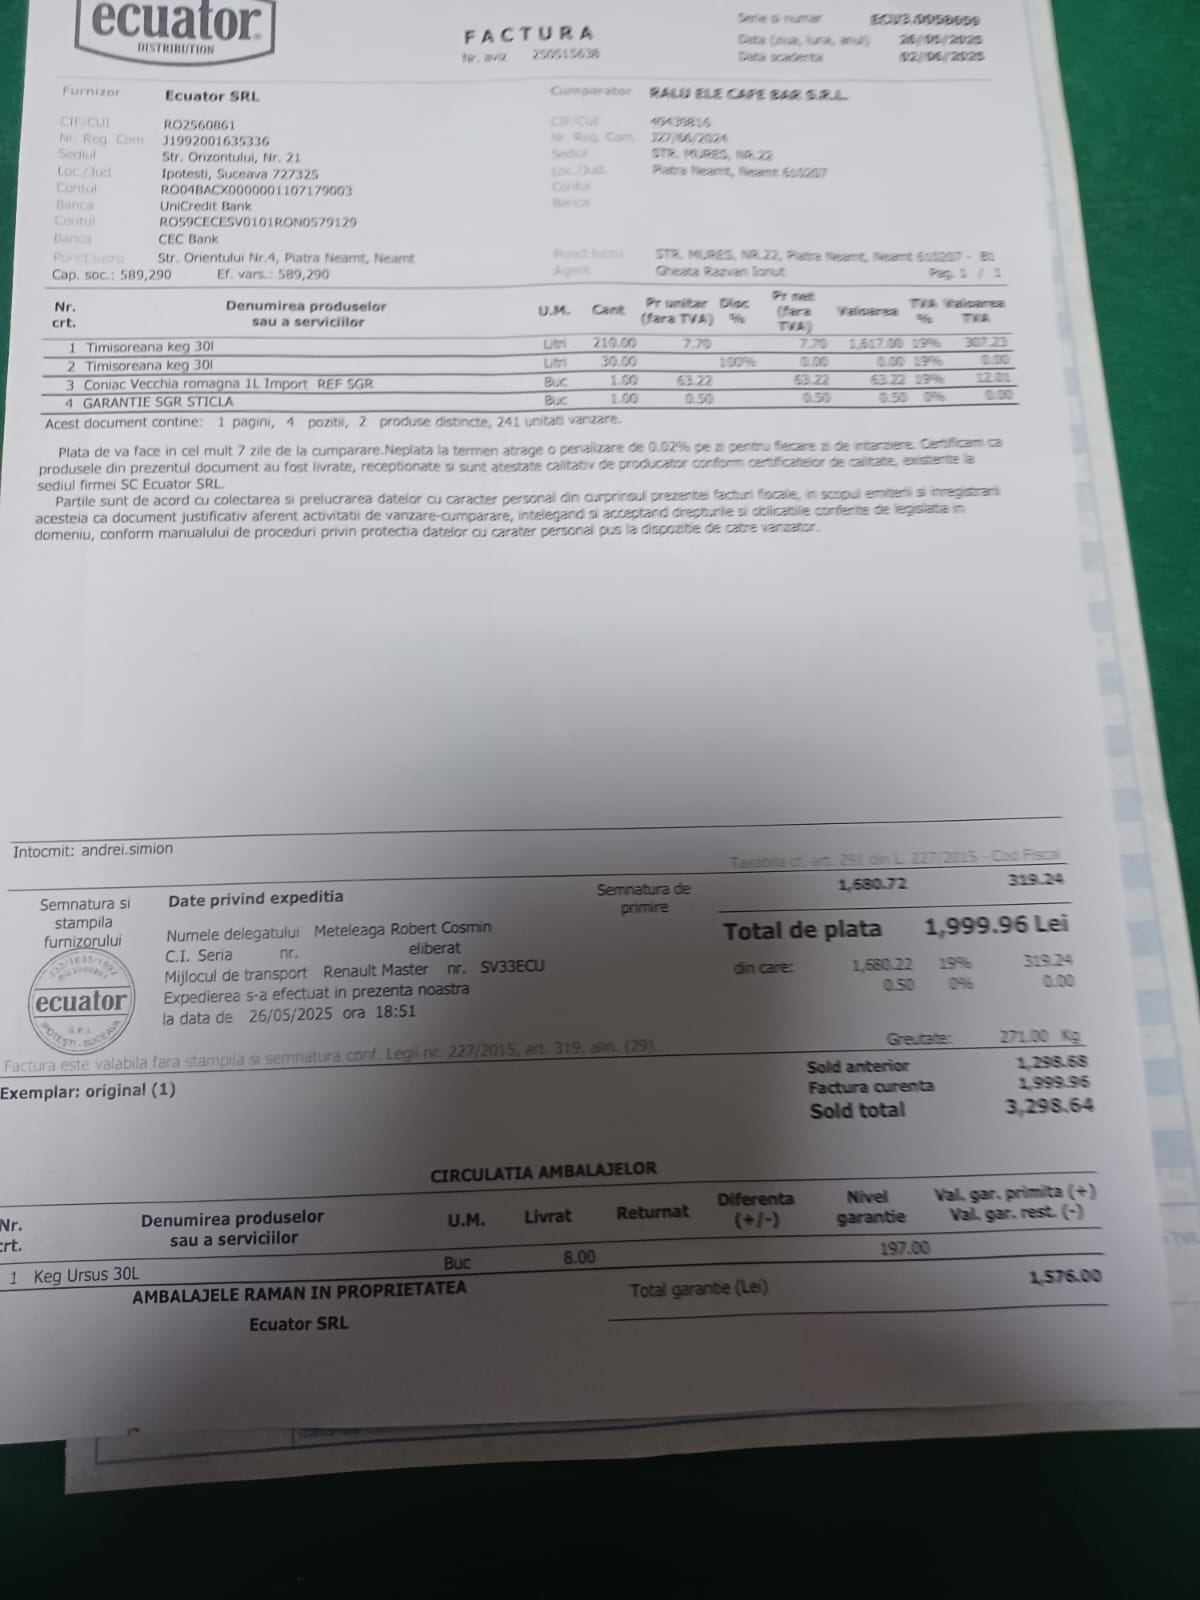 ecuator
DISTRIBUTION
FACTURA
Nr. aviz 250515638
Serie si numar
Data (ziua, luna, anul) 26/05/2025
Data scadenta 02/06/2025
Furnizor Ecuator SRL
Cumparator RALU ELE CAFE BAR S.R.L.
CIF/CUI RO2560861
CIF/CUI
Nr. Reg. Com. J1992001635336
Nr. Reg. Com. J27/66/2024
Sediul Str. Orizontului, Nr. 21
Sediul STR. MURES, NR.22
Loc./Jud. Ipotesti, Suceava 727325
Loc./Jud. Piatra Neamt, Neamt 610207
Contul RO04BACX0000001107179003
Contul
Banca UniCredit Bank
Banca
Contul RO59CECESV0101RON0579129
Banca CEC Bank
Punct lucru Str. Orientului Nr.4, Piatra Neamt, Neamt
Punct lucru STR. MURES, NR.22, Piatra Neamt, Neamt 610207 -
Cap. soc.: 589,290 Ef. vars.: 589,290
Agent Gheata Razvan Ionut Pag. 1 / 1
Nr. crt. Denumirea produselor sau a serviciilor U.M. Cant Pr unitar (fara TVA) Disc % Pr net (fara TVA) Valoarea TVA % Valoarea TVA
1 Timisoreana keg 30l Litri 210.00 7.70 7.70 1,617.00 19% 307.23
2 Timisoreana keg 30l Litri 30.00 100% 0.00 0.00 19% 0.00
3 Coniac Vecchia romagna 1L Import REF SGR Buc 1.00 63.22 63.22 63.22 19% 12.01
4 GARANTIE SGR STICLA Buc 1.00 0.50 0.50 0.50 0% 0.00
Acest document contine: 1 pagini, 4 pozitii, 2 produse distincte, 241 unitati vanzare.
Plata de va face in cel mult 7 zile de la cumparare.Neplata la termen atrage o penalizare de 0.02% pe zi pentru fiecare zi de intarziere. Certificam ca
produsele din prezentul document au fost livrate, receptionate si sunt atestate calitativ de producator conform certificatelor de calitate, existente la
sediul firmei SC Ecuator SRL.
Partile sunt de acord cu colectarea si prelucrarea datelor cu caracter personal din curprinsul prezentei facturi fiscale, in scopul emiterii si inregistrarii
acesteia ca document justificativ aferent activitatii de vanzare-cumparare, intelegand si acceptand drepturile si obligatiile conferite de legislatia in
domeniu, conform manualului de proceduri privin protectia datelor cu carater personal pus la dispozitie de catre vanzator.
Intocmit: andrei.simion
Taxabila cf. art. 291 din L. 227/2015 - Cod Fiscal
Semnatura si stampila furnizorului
Date privind expeditia
Semnatura de primire
1,680.72 319.24
Numele delegatului Meteleaga Robert Cosmin
Total de plata 1,999.96 Lei
C.I. Seria nr. eliberat
din care: 1,680.22 19% 319.24
Mijlocul de transport Renault Master nr. SV33ECU
0.50 0% 0.00
Expedierea s-a efectuat in prezenta noastra
la data de 26/05/2025 ora 18:51
ecuator
S.R.L.
IPOTEȘTI - SUCEAVA
Greutate: 271.00 Kg
Factura este valabila fara stampila si semnatura conf. Legii nr. 227/2015, art. 319, alin. (29).
Sold anterior 1,298.68
Exemplar: original (1)
Factura curenta 1,999.96
Sold total 3,298.64
CIRCULATIA AMBALAJELOR
Nr. crt. Denumirea produselor sau a serviciilor U.M. Livrat Returnat Diferenta (+/-) Nivel garantie Val. gar. primita (+) Val. gar. rest. (-)
1 Keg Ursus 30L Buc 8.00 197.00
AMBALAJELE RAMAN IN PROPRIETATEA
Ecuator SRL
Total garantie (Lei) 1,576.00